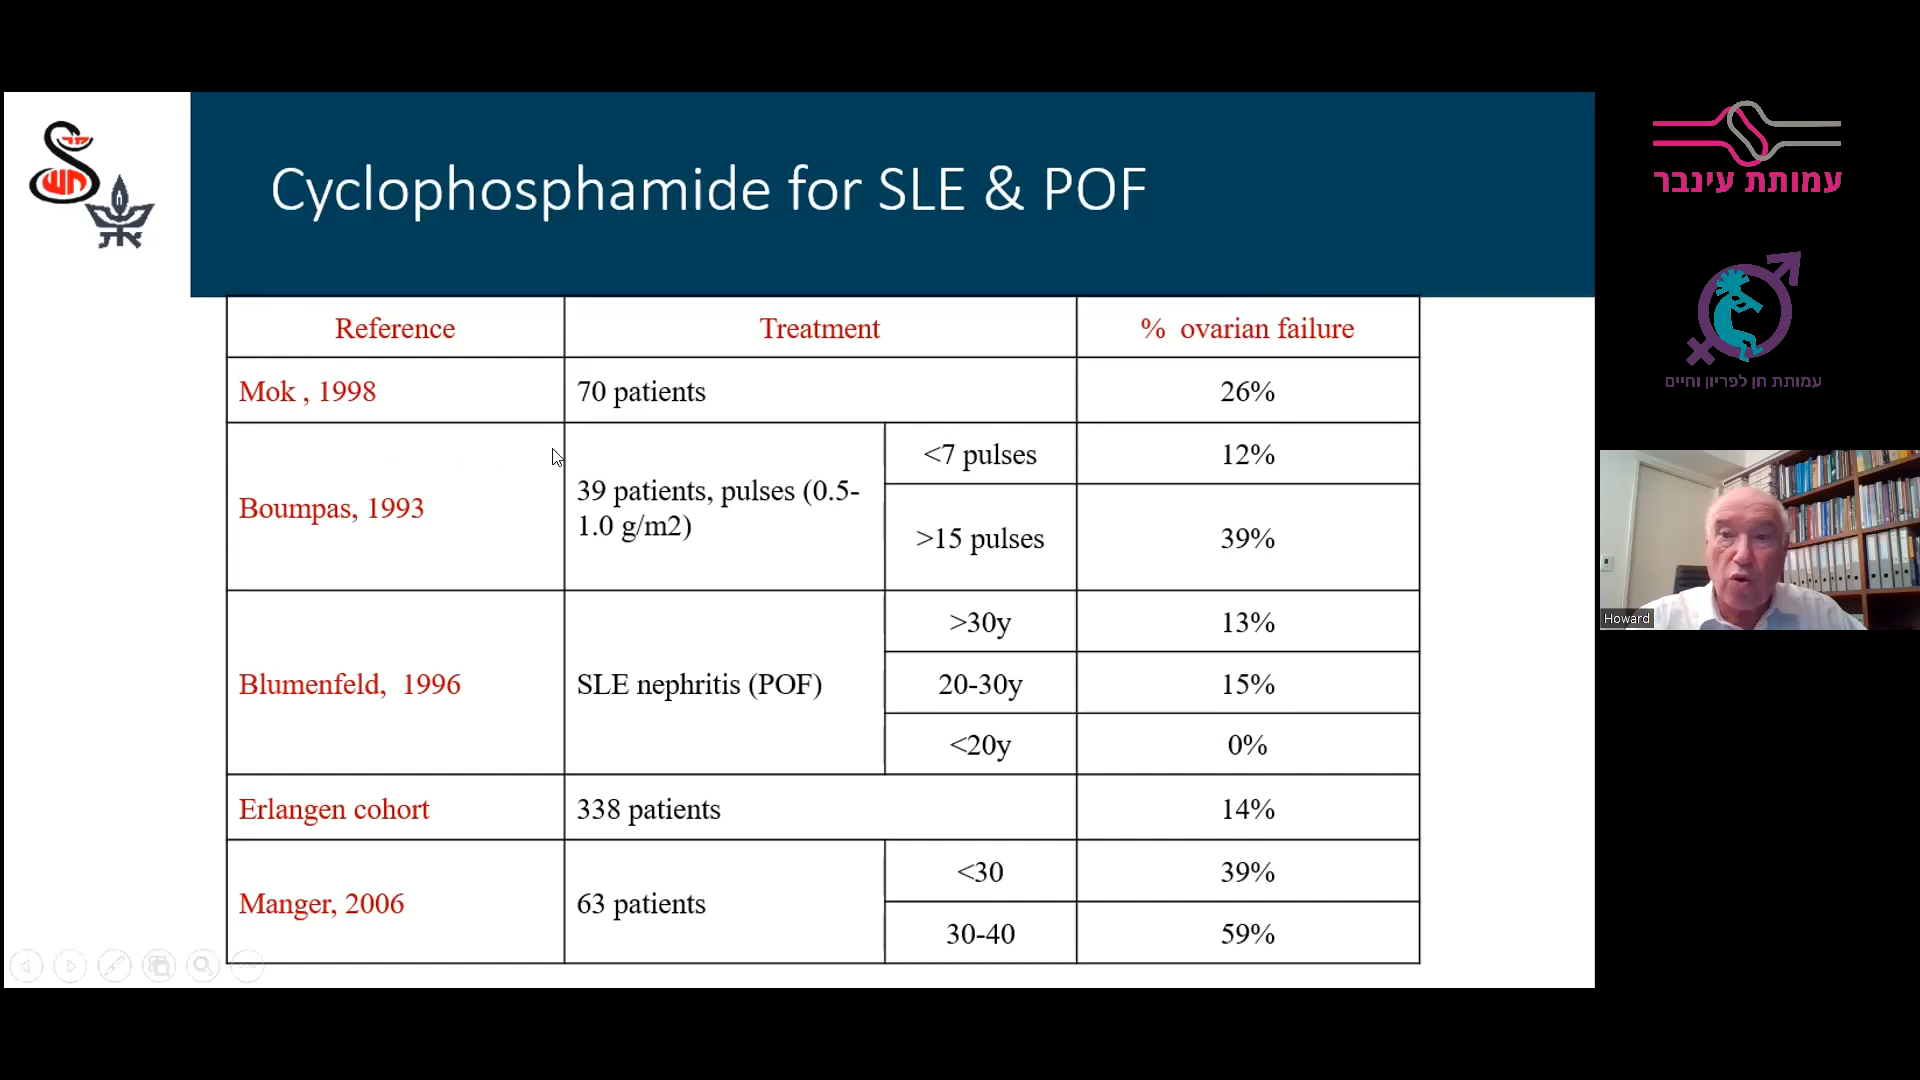 Cyclophosphamide for SLE & POF
Reference Treatment % ovarian failure
Mok , 1998 70 patients 26%
Boumpas, 1993 39 patients, pulses (0.5-
1.0 g/m2) <7 pulses 12%
>15 pulses 39%
Blumenfeld, 1996 SLE nephritis (POF) >30y 13%
20-30y 15%
<20y 0%
Erlangen cohort 338 patients 14%
Manger, 2006 63 patients <30 39%
30-40 59%
עמותת עינבר
עמותת חן לפריון וחיים
Howard